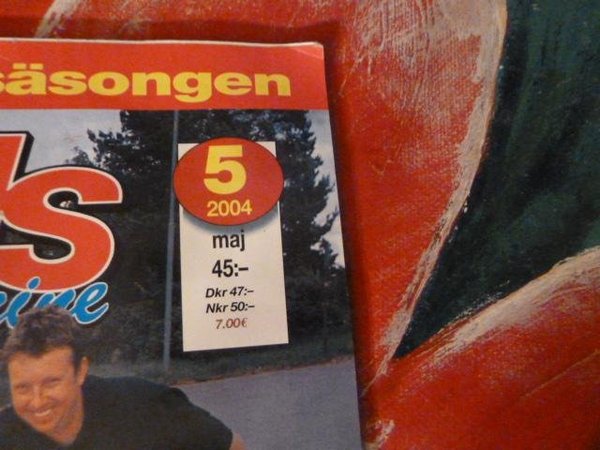 säsongen
s
5
2004
maj
45:-
Dkr 47:-
Nkr 50:-
7.00€